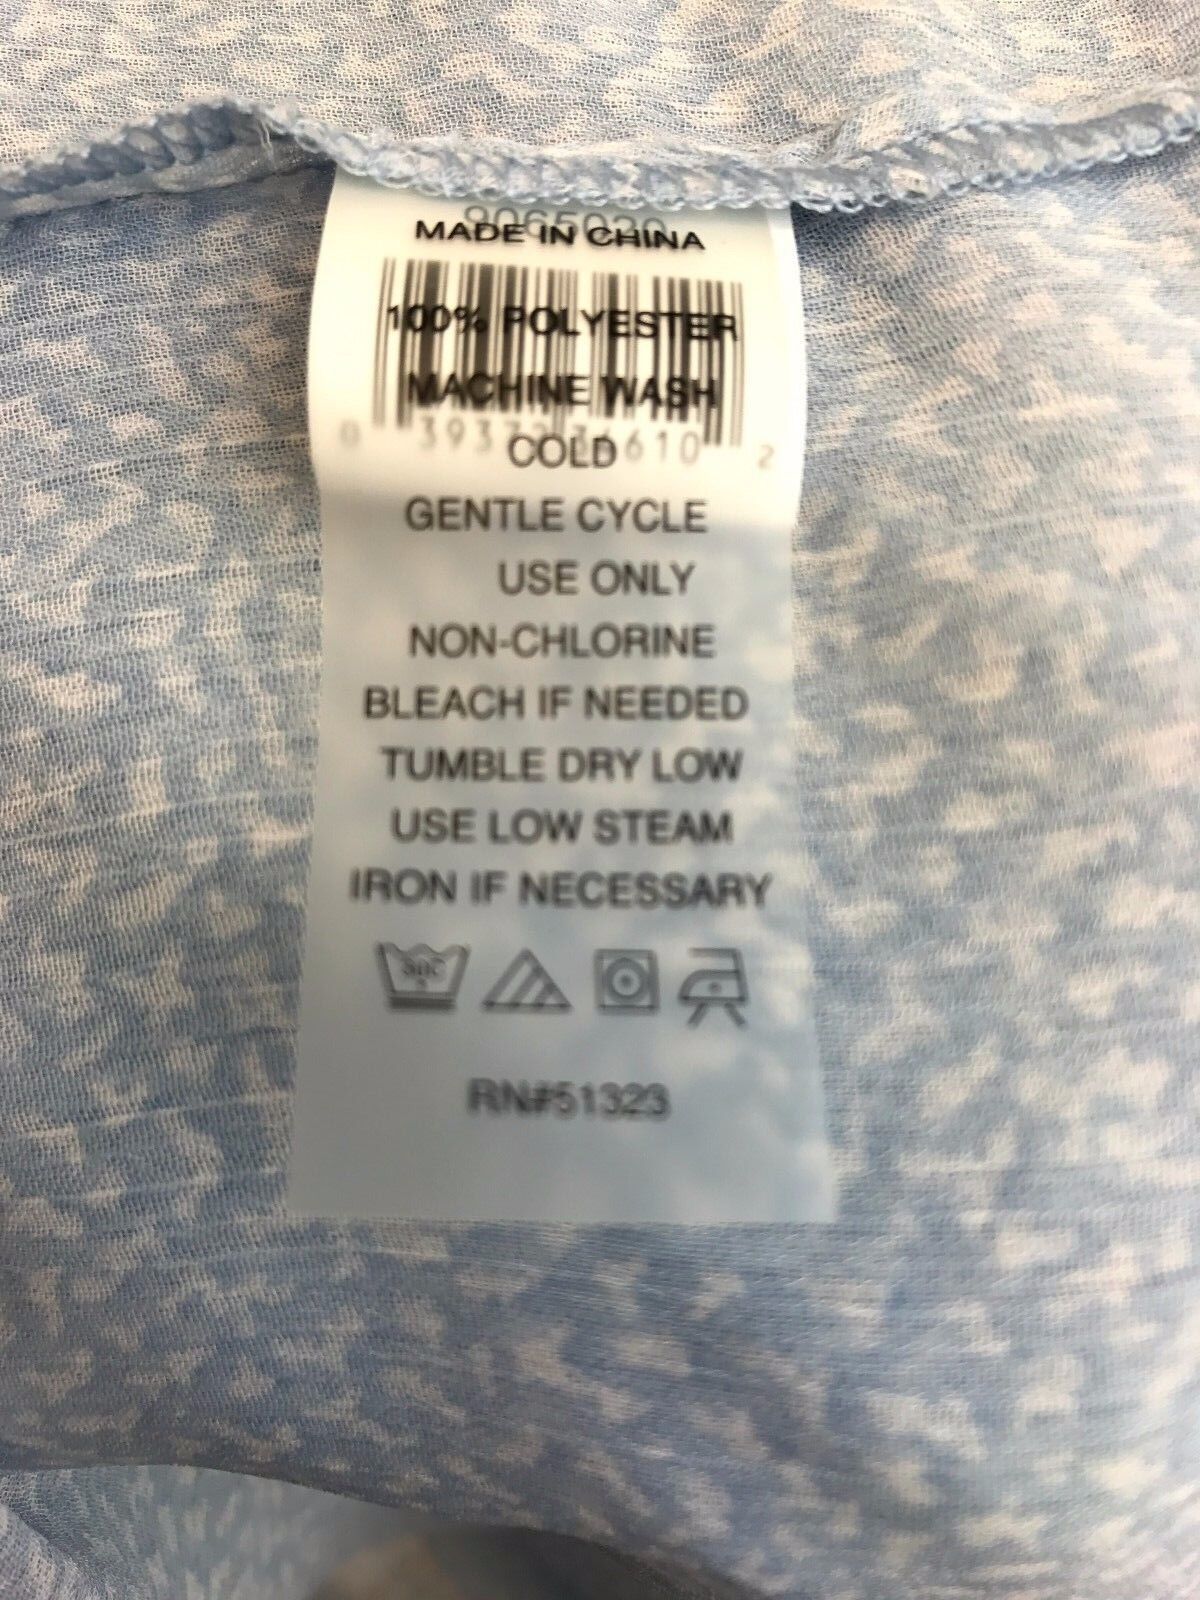 MADE IN CHINA
100% POLYESTER
MACHINE WASH
COLD
GENTLE CYCLE
USE ONLY
NON-CHLORINE
BLEACH IF NEEDED
TUMBLE DRY LOW
USE LOW STEAM
IRON IF NECESSARY
RN#51323